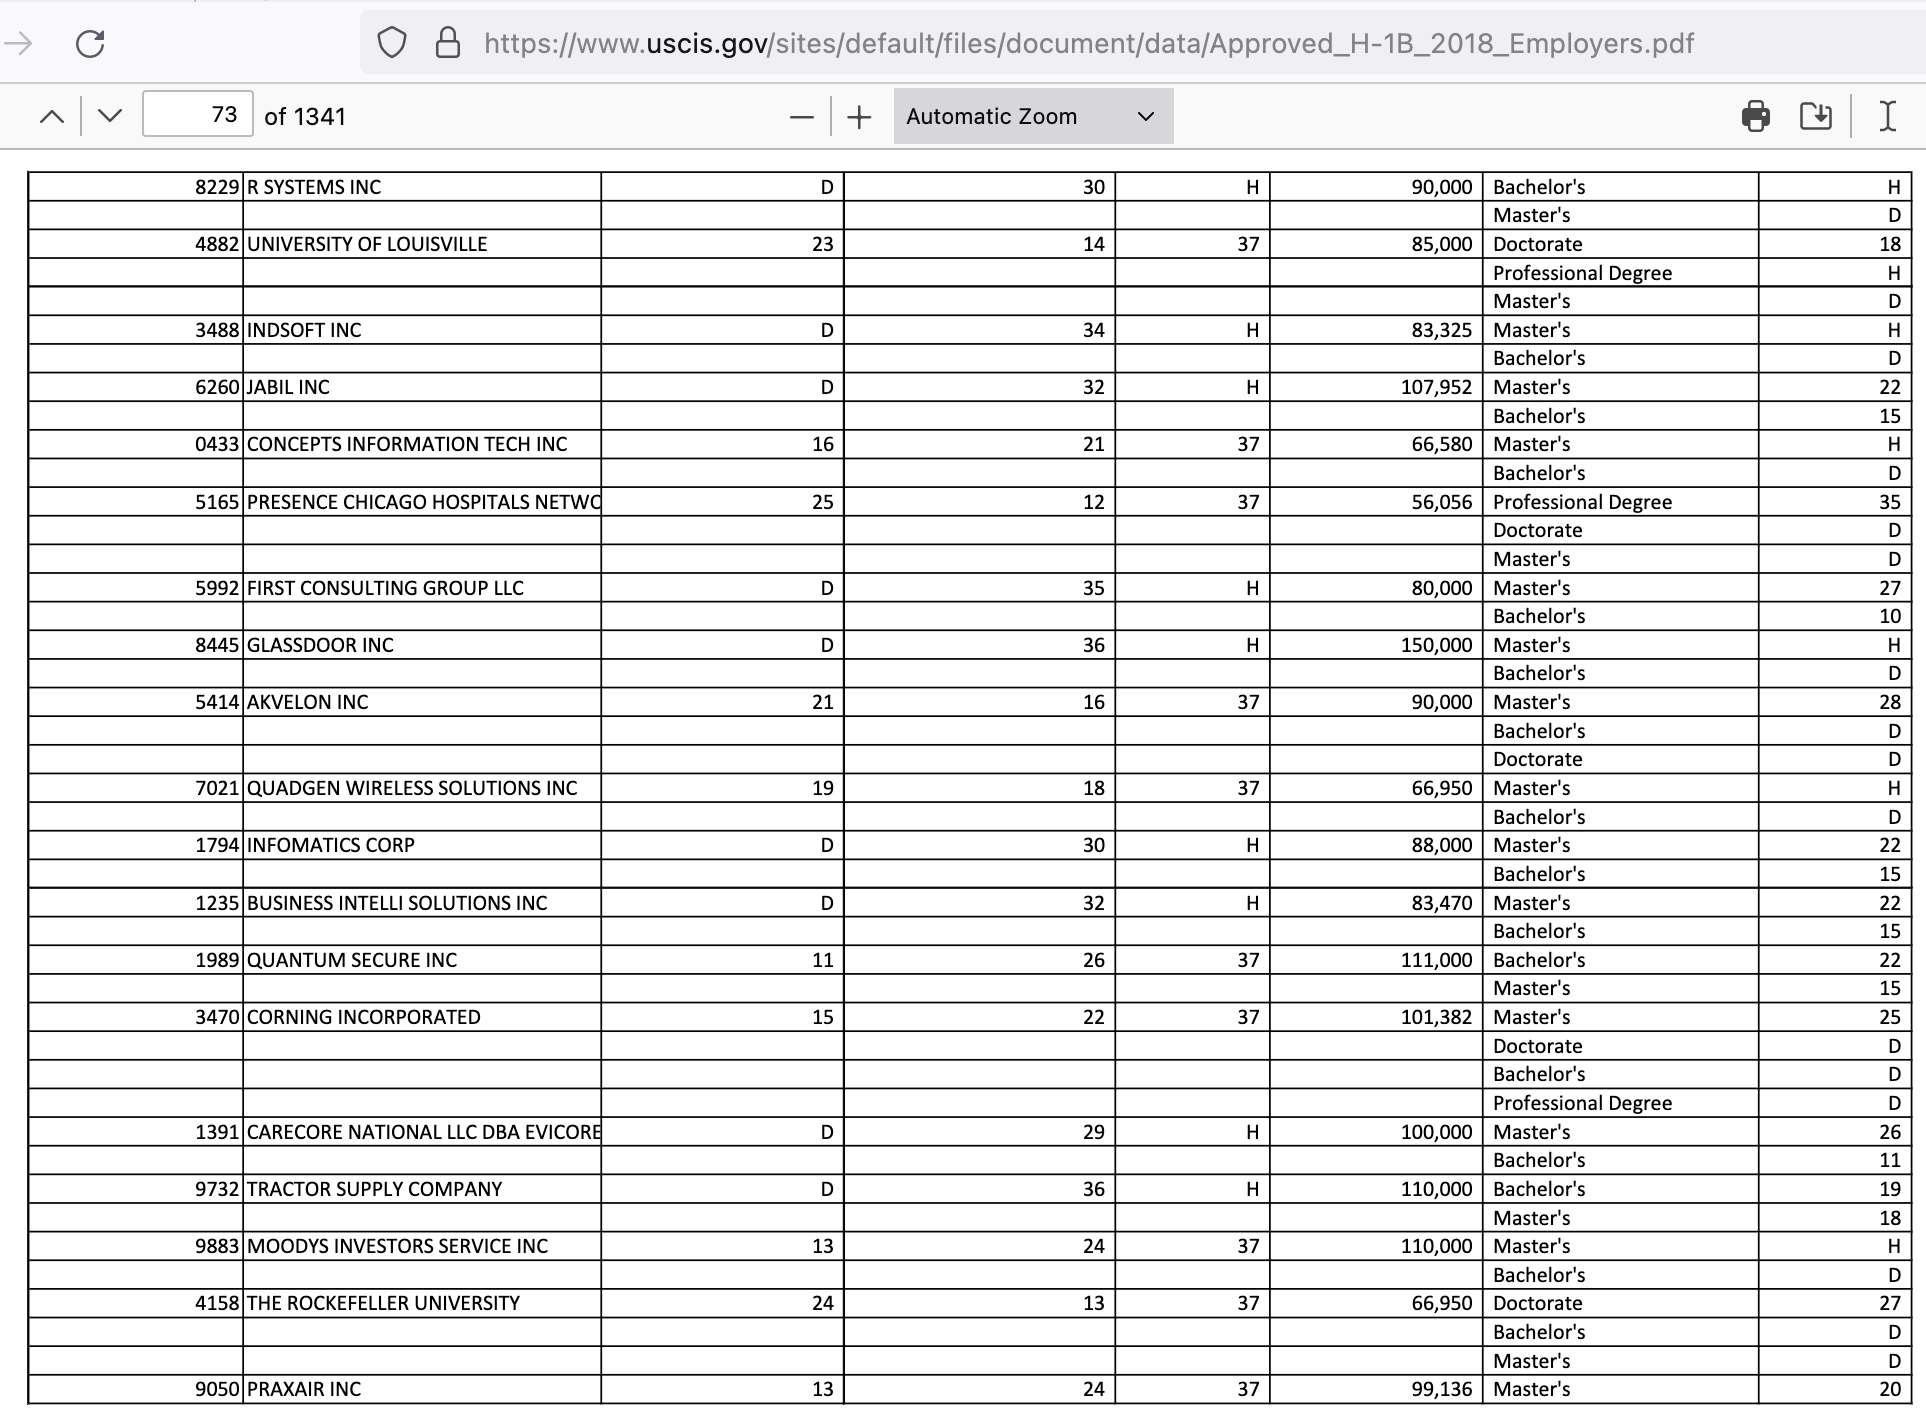 https://www.uscis.gov/sites/default/files/document/data/Approved_H-1B_2018_Employers.pdf
73 of 1341 Automatic Zoom
8229 R SYSTEMS INC D 30 H 90,000 Bachelor's H
Master's D
4882 UNIVERSITY OF LOUISVILLE 23 14 37 85,000 Doctorate 18
Professional Degree H
Master's D
3488 INDSOFT INC D 34 H 83,325 Master's H
Bachelor's D
6260 JABIL INC D 32 H 107,952 Master's 22
Bachelor's 15
0433 CONCEPTS INFORMATION TECH INC 16 21 37 66,580 Master's H
Bachelor's D
5165 PRESENCE CHICAGO HOSPITALS NETWO 25 12 37 56,056 Professional Degree 35
Doctorate D
Master's D
5992 FIRST CONSULTING GROUP LLC D 35 H 80,000 Master's 27
Bachelor's 10
8445 GLASSDOOR INC D 36 H 150,000 Master's H
Bachelor's D
5414 AKVELON INC 21 16 37 90,000 Master's 28
Bachelor's D
Doctorate D
7021 QUADGEN WIRELESS SOLUTIONS INC 19 18 37 66,950 Master's H
Bachelor's D
1794 INFOMATICS CORP D 30 H 88,000 Master's 22
Bachelor's 15
1235 BUSINESS INTELLI SOLUTIONS INC D 32 H 83,470 Master's 22
Bachelor's 15
1989 QUANTUM SECURE INC 11 26 37 111,000 Bachelor's 22
Master's 15
3470 CORNING INCORPORATED 15 22 37 101,382 Master's 25
Doctorate D
Bachelor's D
Professional Degree D
1391 CARECORE NATIONAL LLC DBA EVICORE D 29 H 100,000 Master's 26
Bachelor's 11
9732 TRACTOR SUPPLY COMPANY D 36 H 110,000 Bachelor's 19
Master's 18
9883 MOODYS INVESTORS SERVICE INC 13 24 37 110,000 Master's H
Bachelor's D
4158 THE ROCKEFELLER UNIVERSITY 24 13 37 66,950 Doctorate 27
Bachelor's D
Master's D
9050 PRAXAIR INC 13 24 37 99,136 Master's 20